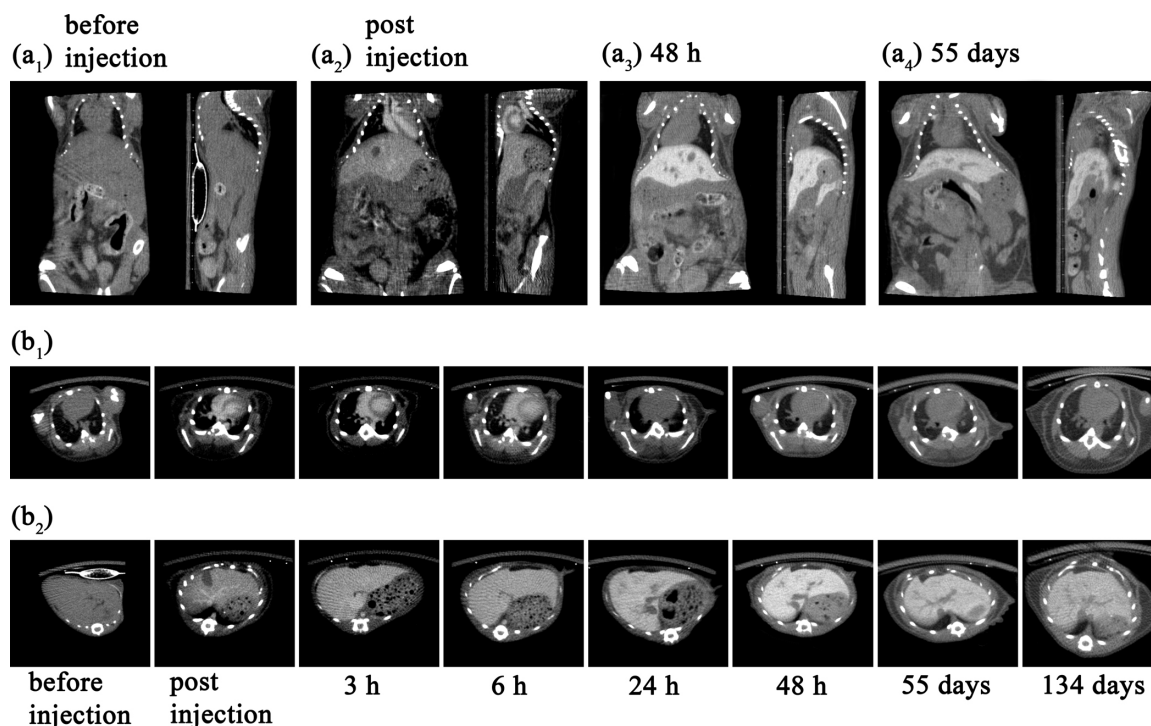 before
injection
post
injection
(a₁)
(a₂)
(a₃) 48 h
(a₄) 55 days
(b₁)
(b₂)
before
injection
post
injection
3 h
6 h
24 h
48 h
55 days
134 days